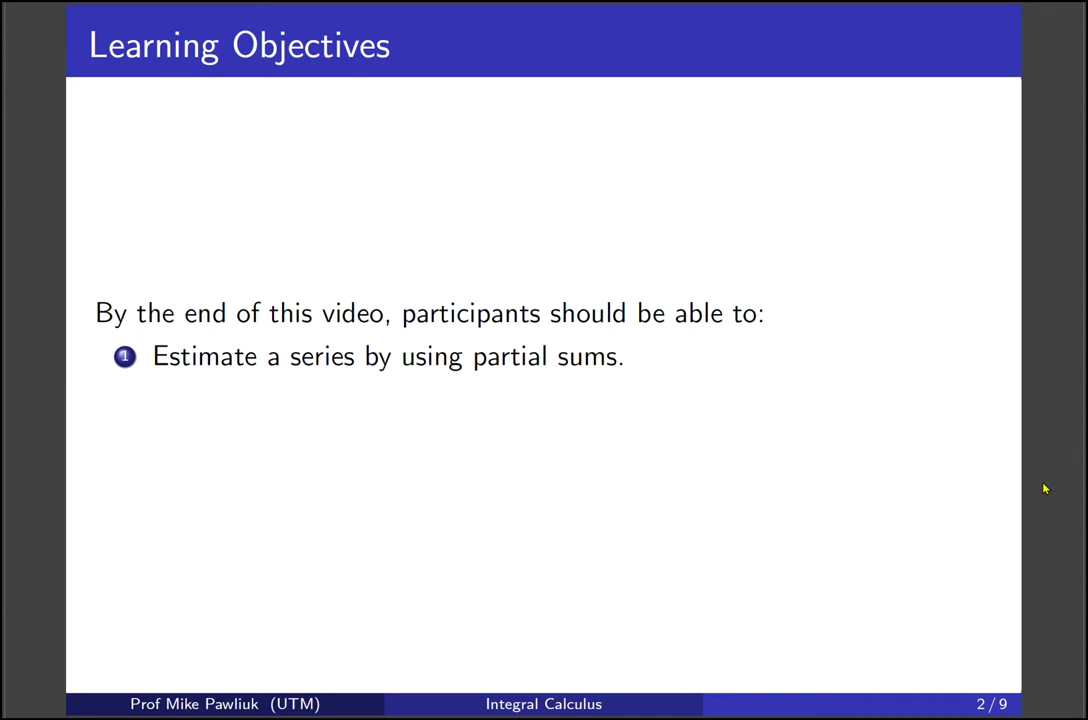 Learning Objectives
By the end of this video, participants should be able to:
1 Estimate a series by using partial sums.
Prof Mike Pawliuk (UTM) Integral Calculus 2 / 9